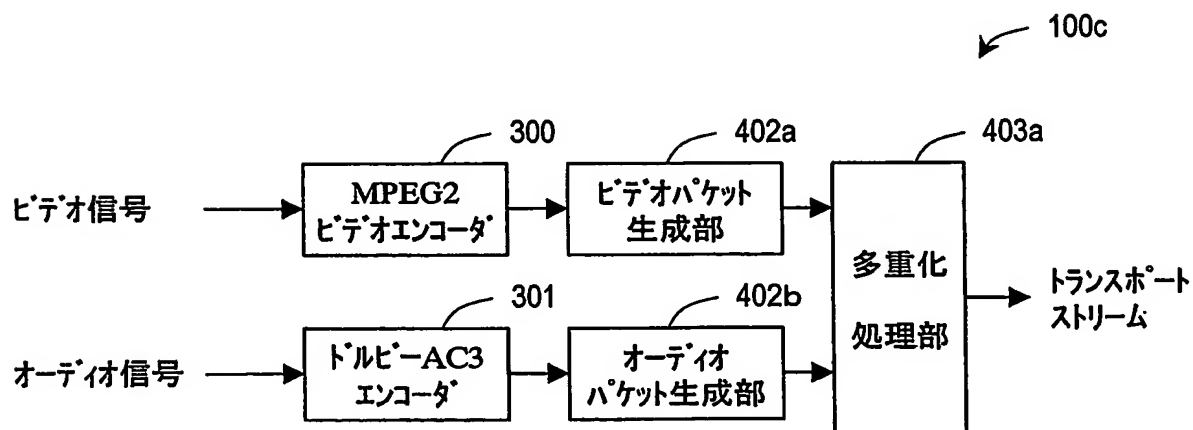 100c
300
402a
403a
ビデオ信号
MPEG2
ビデオエンコーダ
ビデオパケット
生成部
多重化
処理部
トランスポート
ストリーム
301
402b
オーディオ信号
ドルビーAC3
エンコーダ
オーディオ
パケット生成部